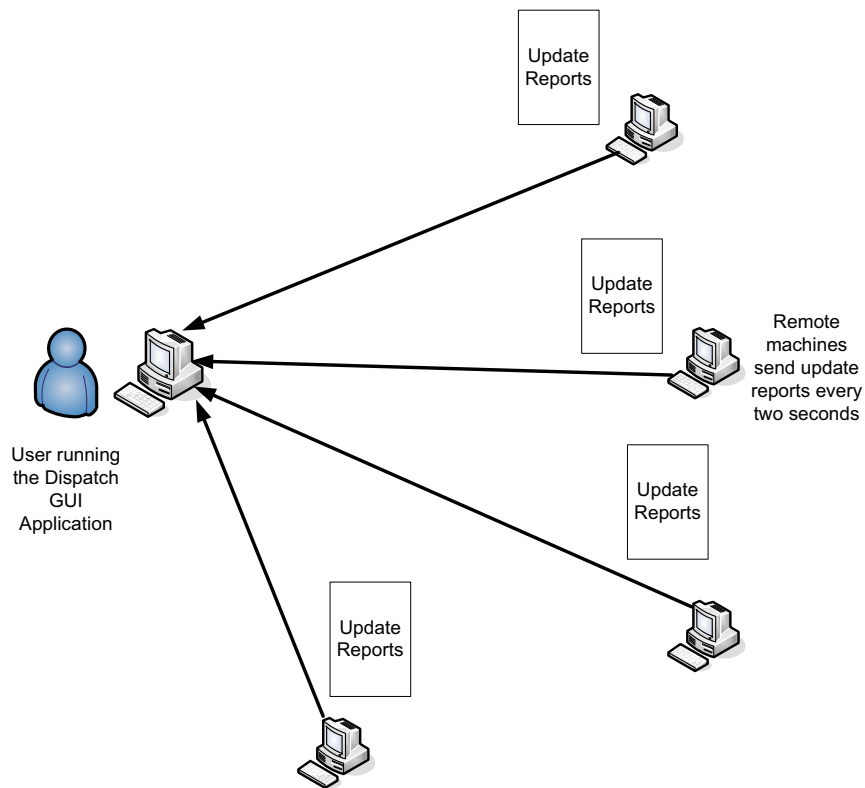 Update
Reports
Update
Reports
Remote
machines
send update
reports every
two seconds
User running
the Dispatch
GUI
Application
Update
Reports
Update
Reports